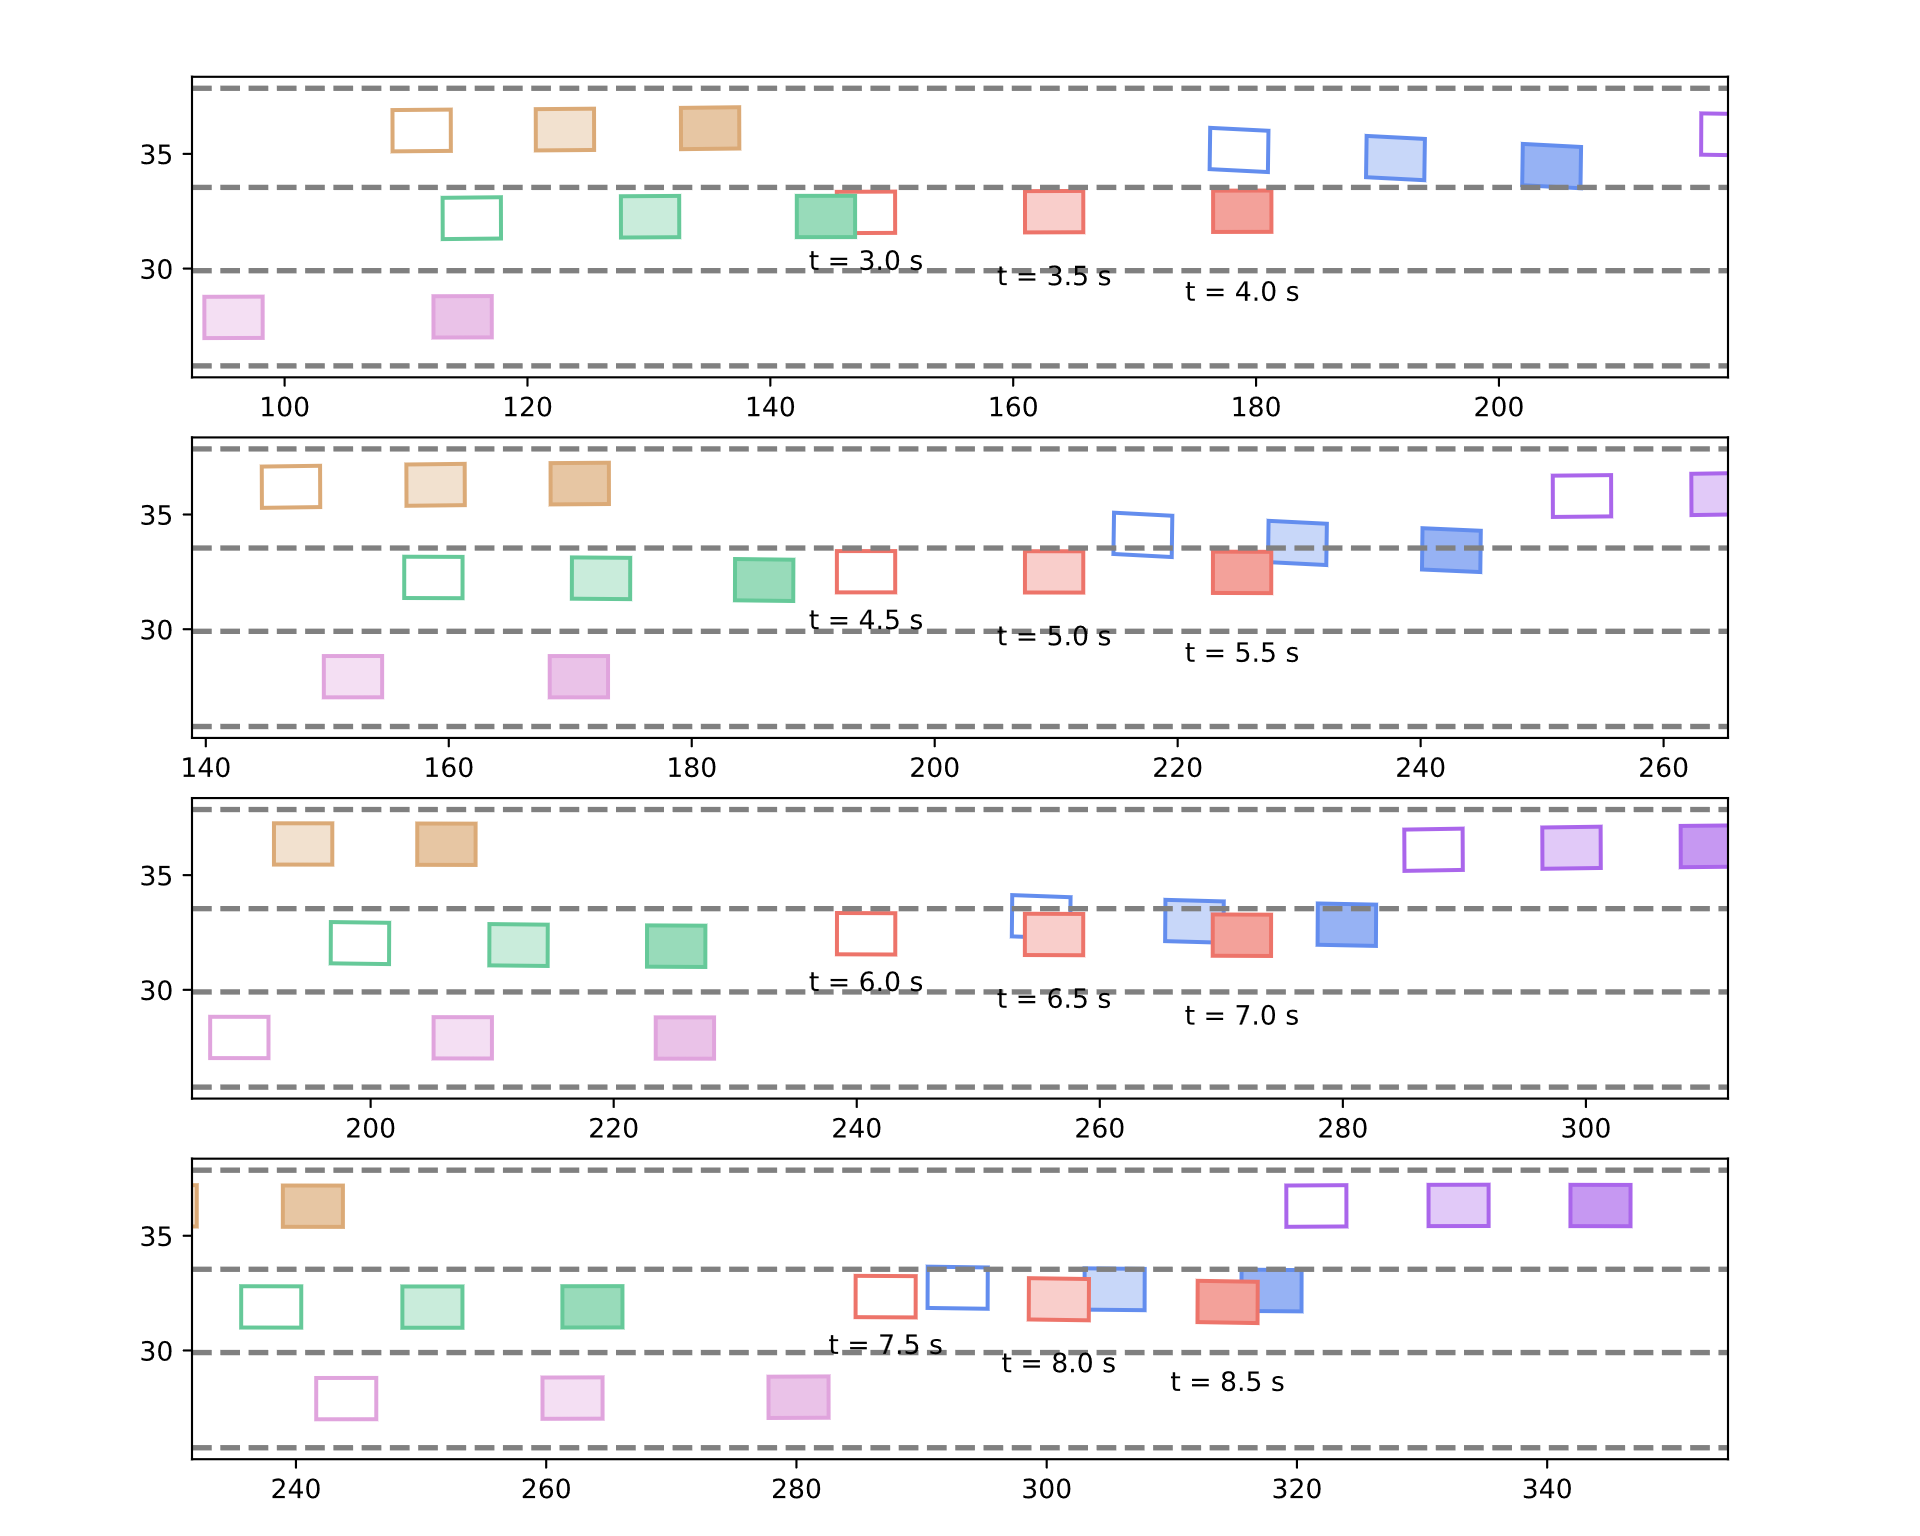 35
30
t = 3.0 s
t = 3.5 s
t = 4.0 s
100 120 140 160 180 200
35
30
t = 4.5 s
t = 5.0 s
t = 5.5 s
140 160 180 200 220 240 260
35
30
t = 6.0 s
t = 6.5 s
t = 7.0 s
200 220 240 260 280 300
35
30
t = 7.5 s
t = 8.0 s
t = 8.5 s
240 260 280 300 320 340